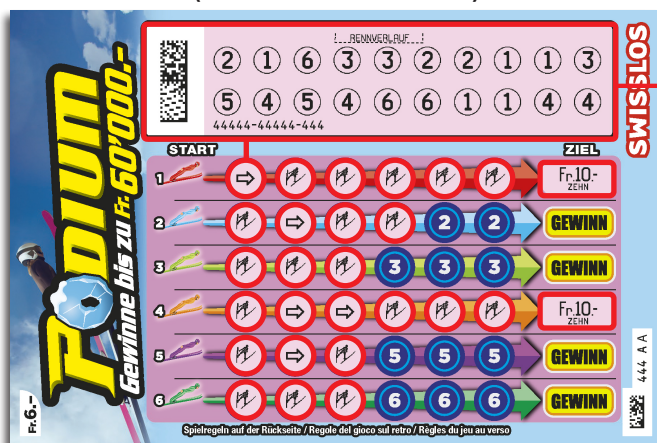 RENNVERLAUF
2 1 6 3 3 2 2 1 1 3
5 4 5 4 6 6 1 1 4 4
44444-44444-444
SWISSLOS
PODIUM
Gewinne bis zu Fr. 60'000.-
Fr. 6.-
START
ZIEL
1
Fr.10.-
ZEHN
2 2 2
GEWINN
3 3 3 3
GEWINN
4
Fr.10.-
ZEHN
5 5 5 5
GEWINN
6 6 6 6
GEWINN
444 A A
Spielregeln auf der Rückseite / Regole del gioco sul retro / Règles du jeu au verso